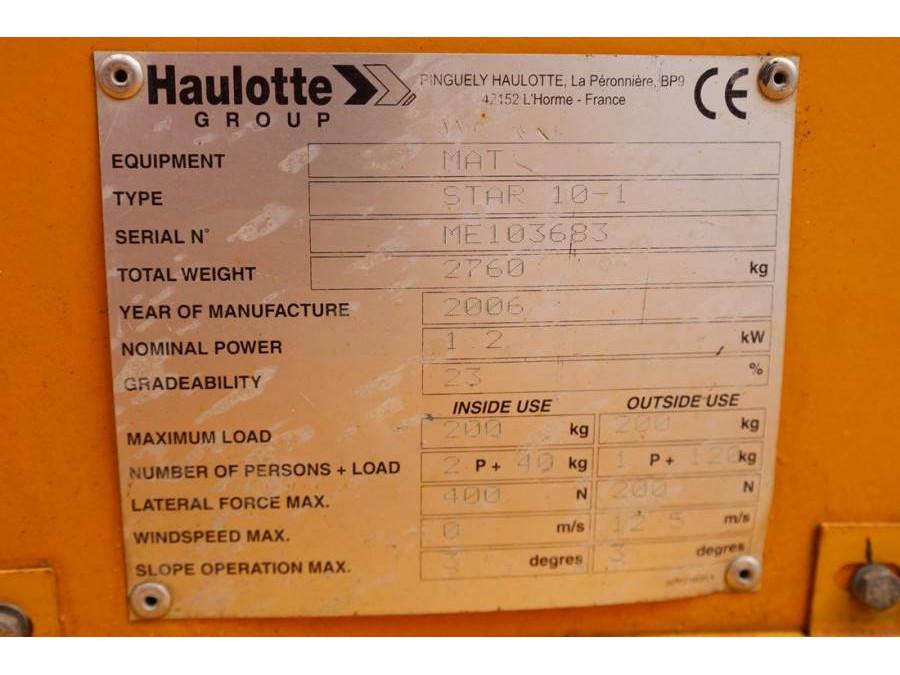 Haulotte
GROUP
PINGUELY HAULOTTE, La Péronnière, BP9
42152 L'Horme - France
CE
EQUIPMENT MAT
TYPE STAR 10-1
SERIAL N° ME103683
TOTAL WEIGHT 2760 kg
YEAR OF MANUFACTURE 2006
NOMINAL POWER 1 2 kW
GRADEABILITY 23 %
INSIDE USE OUTSIDE USE
MAXIMUM LOAD 200 kg 200 kg
NUMBER OF PERSONS + LOAD 2 P + 40 kg 1 P + 120 kg
LATERAL FORCE MAX. 400 N 200 N
WINDSPEED MAX. 0 m/s 12 5 m/s
SLOPE OPERATION MAX. 3 degres 3 degres